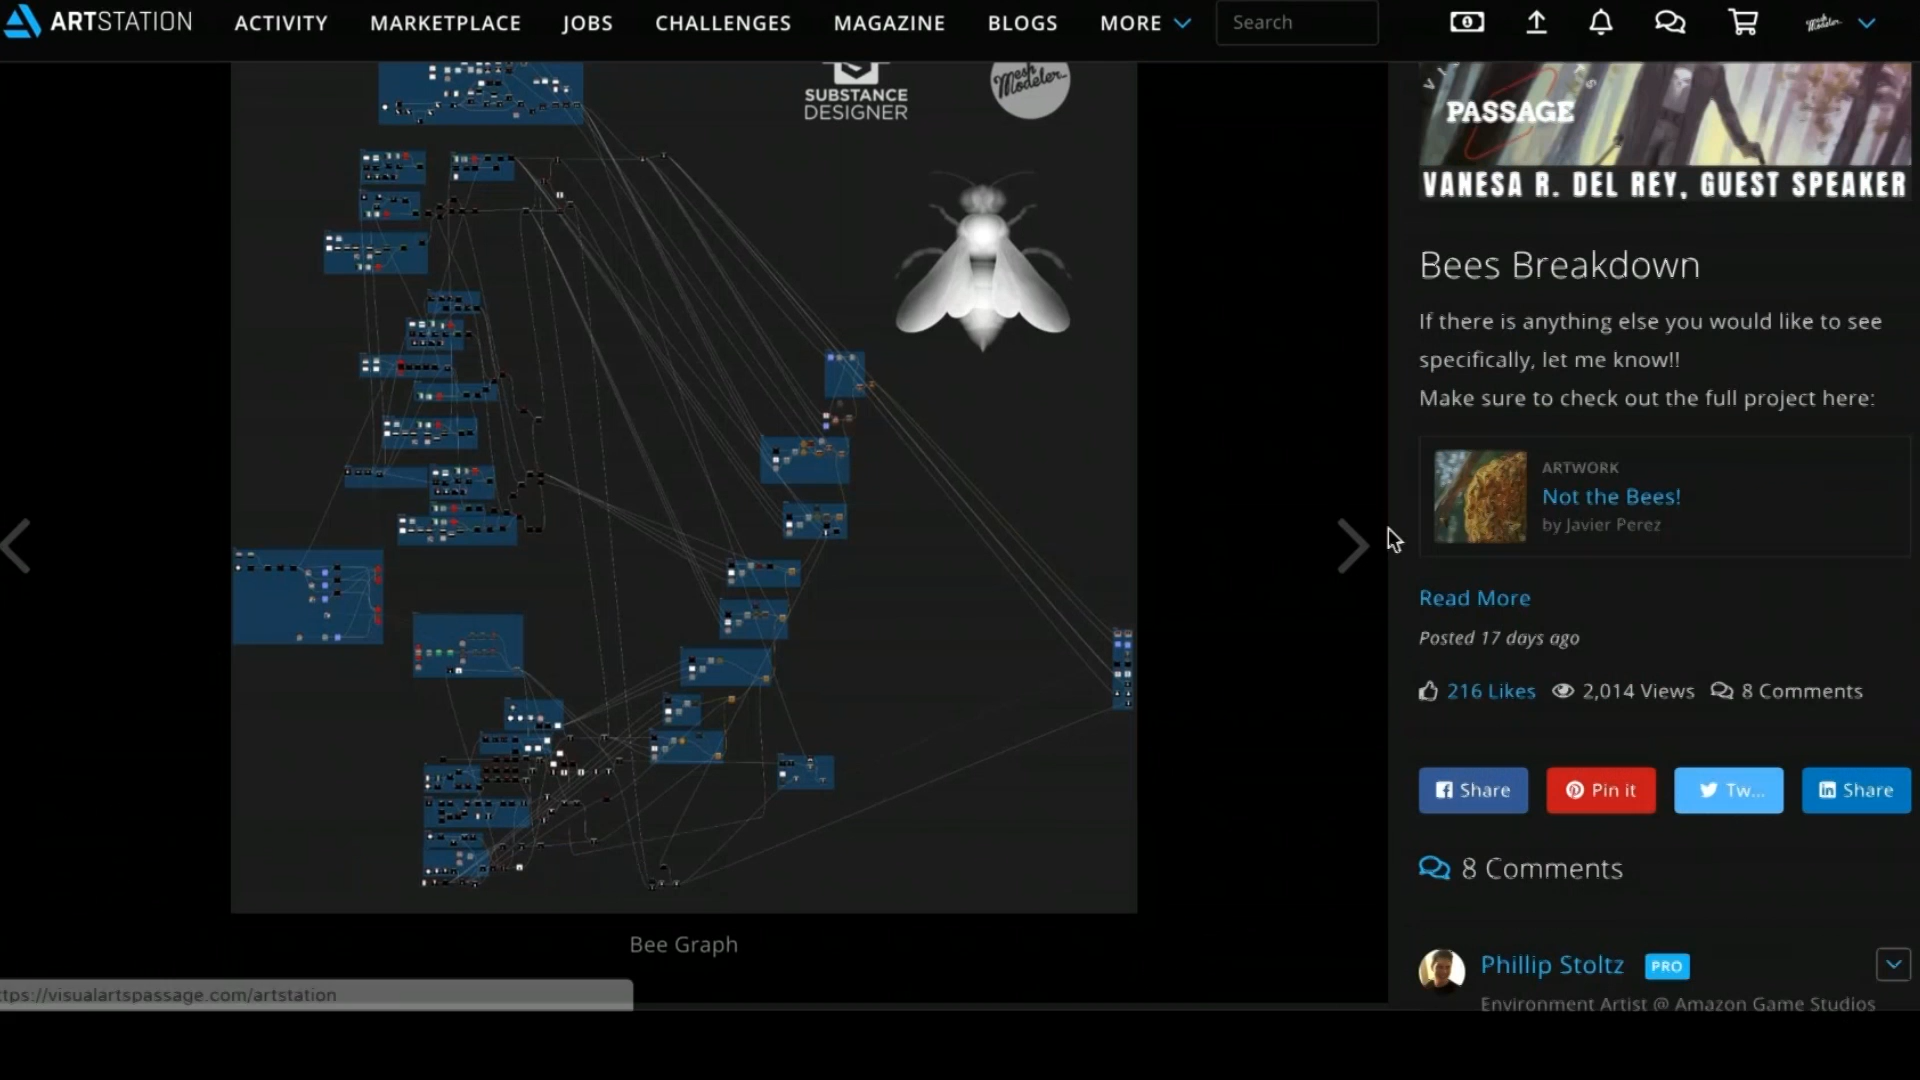 ARTSTATION
ACTIVITY
MARKETPLACE
JOBS
CHALLENGES
MAGAZINE
BLOGS
MORE
Search
SUBSTANCE
DESIGNER
Mesh
Modeler
PASSAGE
VANESA R. DEL REY, GUEST SPEAKER
Bees Breakdown
If there is anything else you would like to see
specifically, let me know!!
Make sure to check out the full project here:
ARTWORK
Not the Bees!
by Javier Perez
Read More
Posted 17 days ago
216 Likes
2,014 Views
8 Comments
Share
Pin it
Tw...
Share
8 Comments
Bee Graph
Phillip Stoltz PRO
Environment Artist @ Amazon Game Studios
ttps://visualartspassage.com/artstation